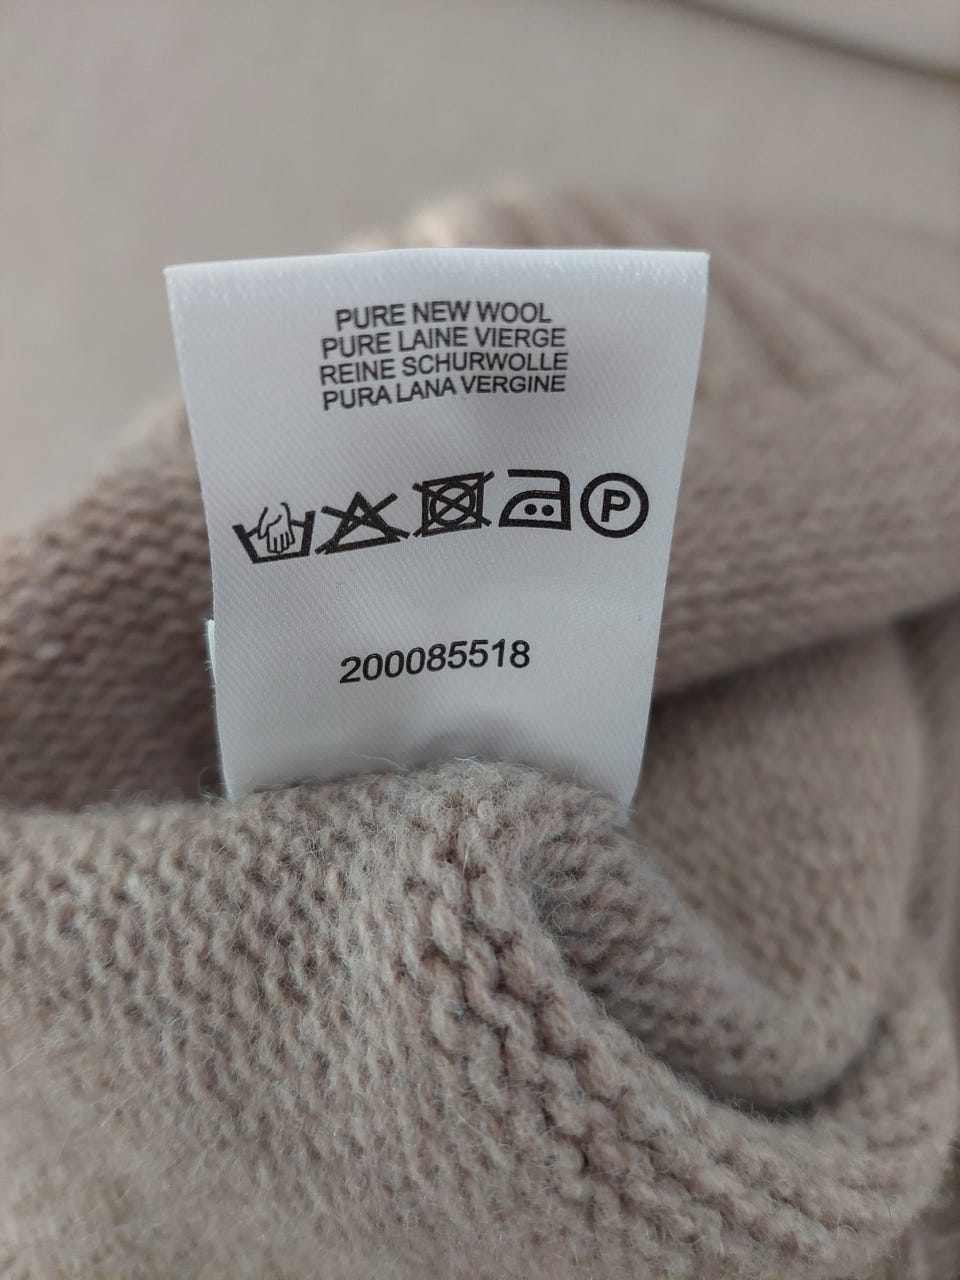 PURE NEW WOOL
PURE LAINE VIERGE
REINE SCHURWOLLE
PURA LANA VERGINE
P
200085518